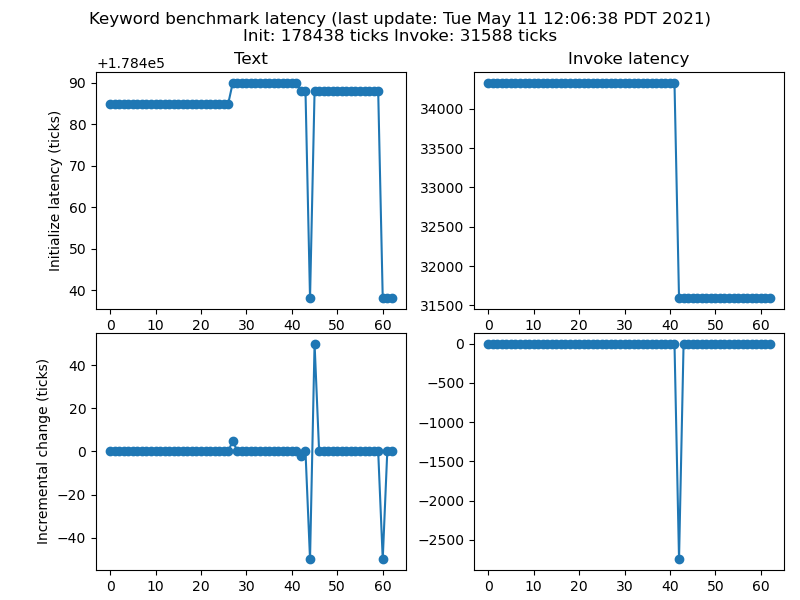 Keyword benchmark latency (last update: Tue May 11 12:06:38 PDT 2021)
Init: 178438 ticks Invoke: 31588 ticks
Text
+1.784e5
Initialize latency (ticks)
90
80
70
60
50
40
0 10 20 30 40 50 60
Invoke latency
34000
33500
33000
32500
32000
31500
0 10 20 30 40 50 60
Incremental change (ticks)
40
20
0
−20
−40
0 10 20 30 40 50 60
0
−500
−1000
−1500
−2000
−2500
0 10 20 30 40 50 60